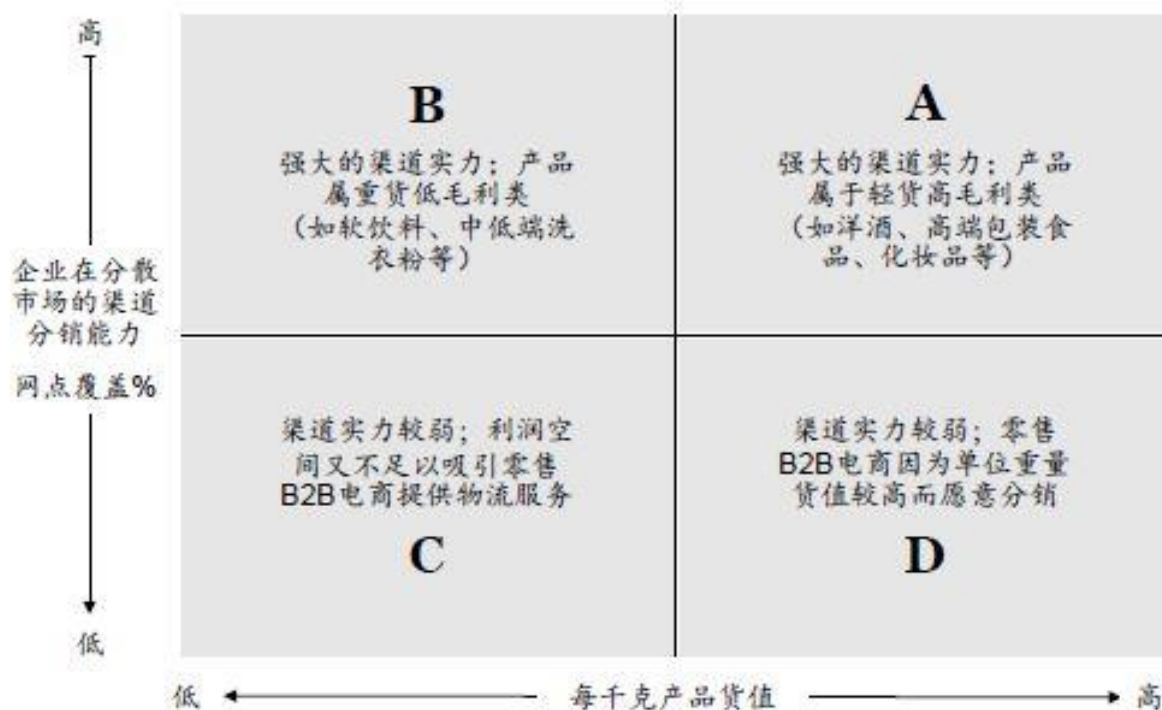 高
企业在分散
市场的渠道
分销能力
网点覆盖%
低
B
强大的渠道实力；产品
属重货低毛利类
（如软饮料、中低端洗
衣粉等）
A
强大的渠道实力；产品
属于轻货高毛利类
（如洋酒、高端包装食
品、化妆品等）
渠道实力较弱；利润空
间又不足以吸引零售
B2B电商提供物流服务
C
渠道实力较弱；零售
B2B电商因为单位重量
货值较高而愿意分销
D
低
每千克产品货值
高